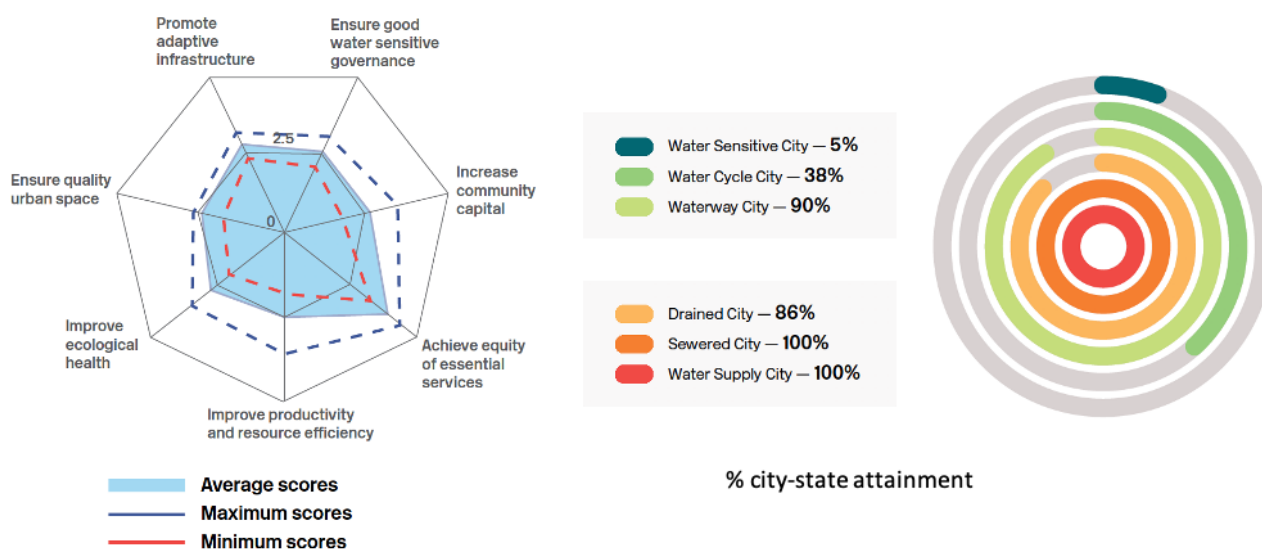 Promote
adaptive
infrastructure
Ensure good
water sensitive
governance
2.5
Ensure quality
urban space
Increase
community
capital
0
Improve
ecological
health
Achieve equity
of essential
services
Improve productivity
and resource efficiency
Average scores
Maximum scores
Minimum scores
Water Sensitive City — 5%
Water Cycle City — 38%
Waterway City — 90%
Drained City — 86%
Sewered City — 100%
Water Supply City — 100%
% city-state attainment